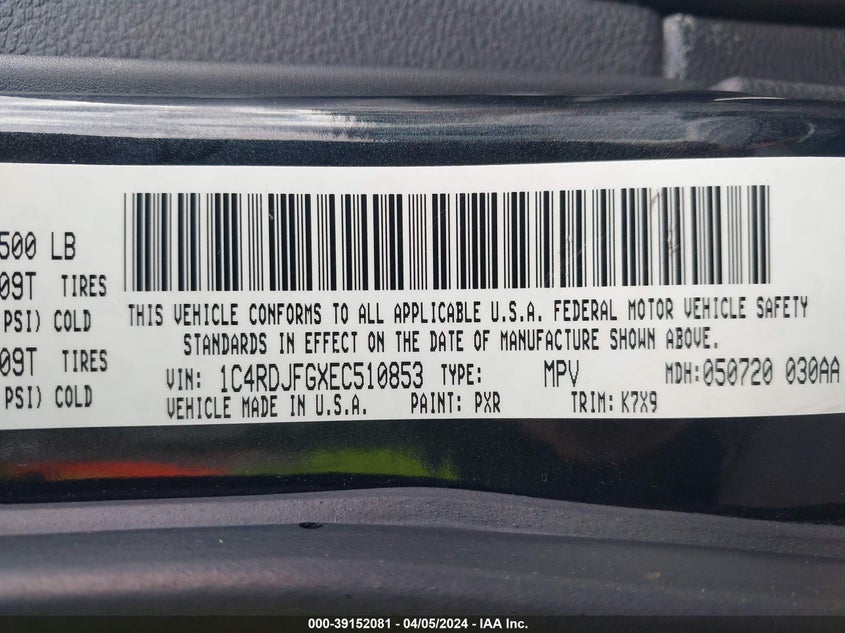 500 LB
09T TIRES
PSI) COLD
09T TIRES
PSI) COLD
THIS VEHICLE CONFORMS TO ALL APPLICABLE U.S.A. FEDERAL MOTOR VEHICLE SAFETY
STANDARDS IN EFFECT ON THE DATE OF MANUFACTURE SHOWN ABOVE.
VIN: 1C4RDJFGXEC510853 TYPE: MPV MDH: 050720 030AA
VEHICLE MADE IN U.S.A. PAINT: PXR TRIM: K7X9
000-39152081 - 04/05/2024 - IAA Inc.